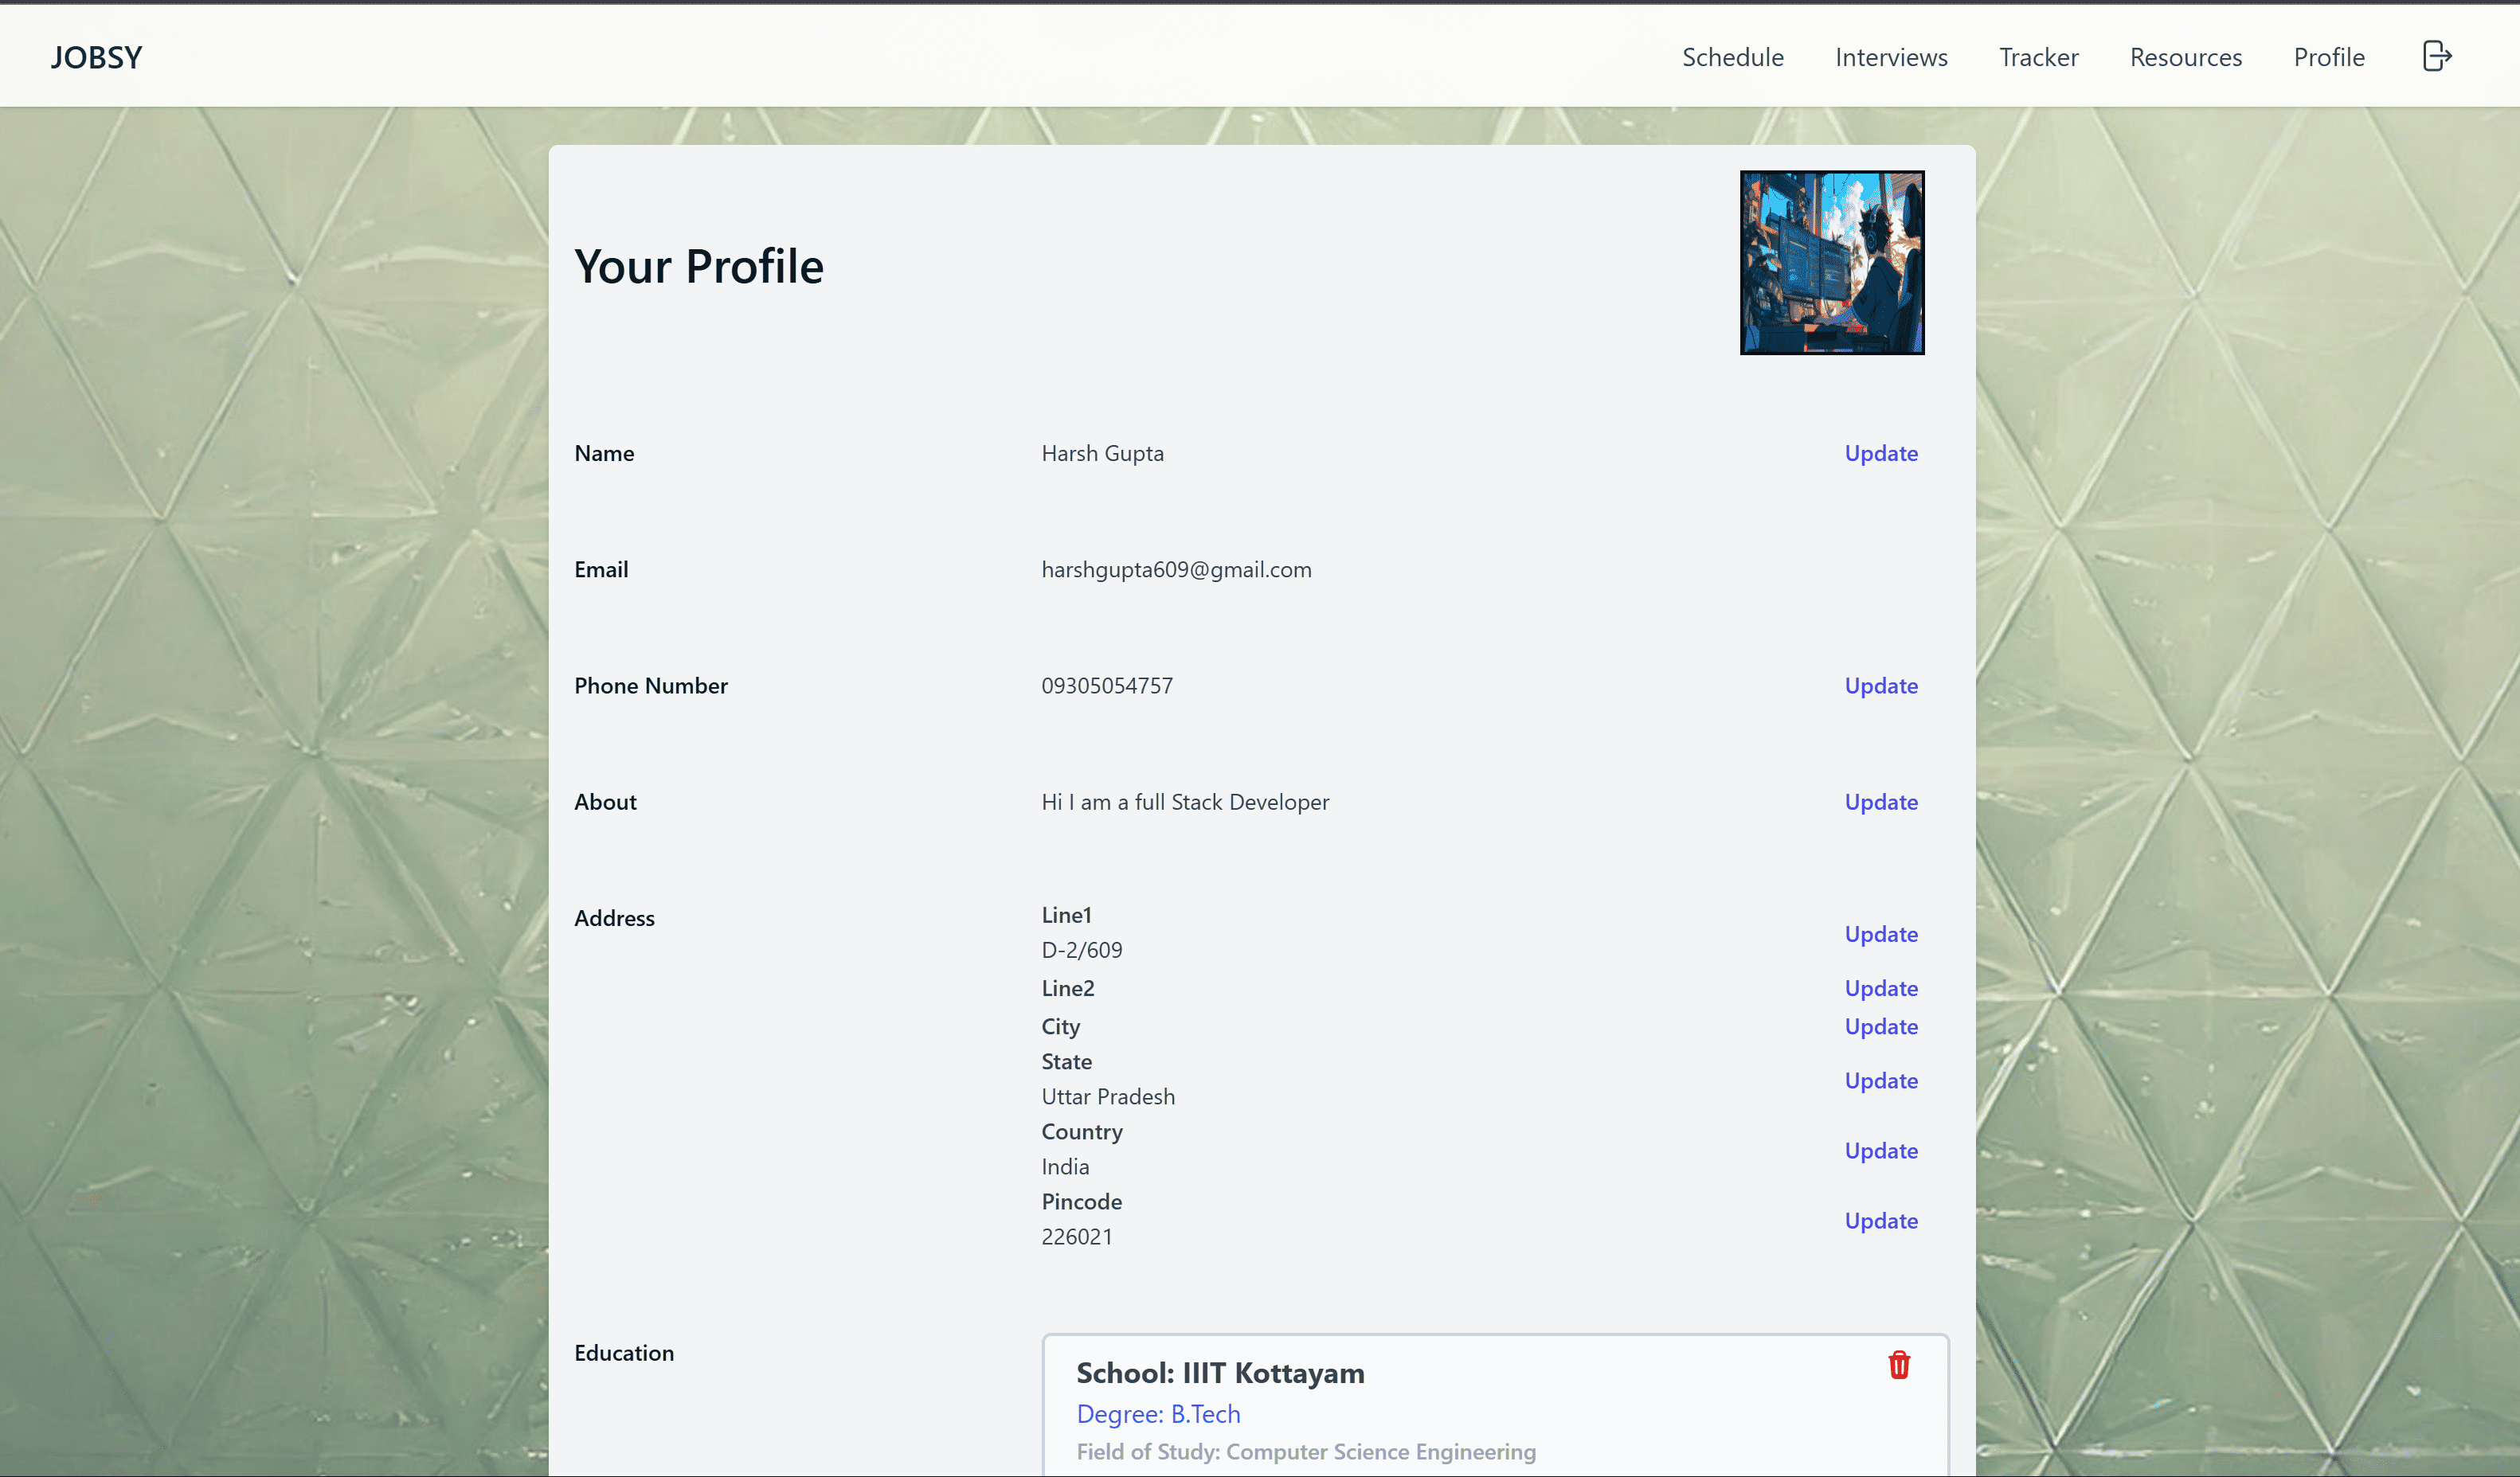 JOBSY Schedule Interviews Tracker Resources Profile
Your Profile
Name Harsh Gupta Update
Email harshgupta609@gmail.com
Phone Number 09305054757 Update
About Hi I am a full Stack Developer Update
Address Line1
D-2/609 Update
Line2 Update
City Update
State
Uttar Pradesh Update
Country
India Update
Pincode
226021 Update
Education School: IIIT Kottayam
Degree: B.Tech
Field of Study: Computer Science Engineering